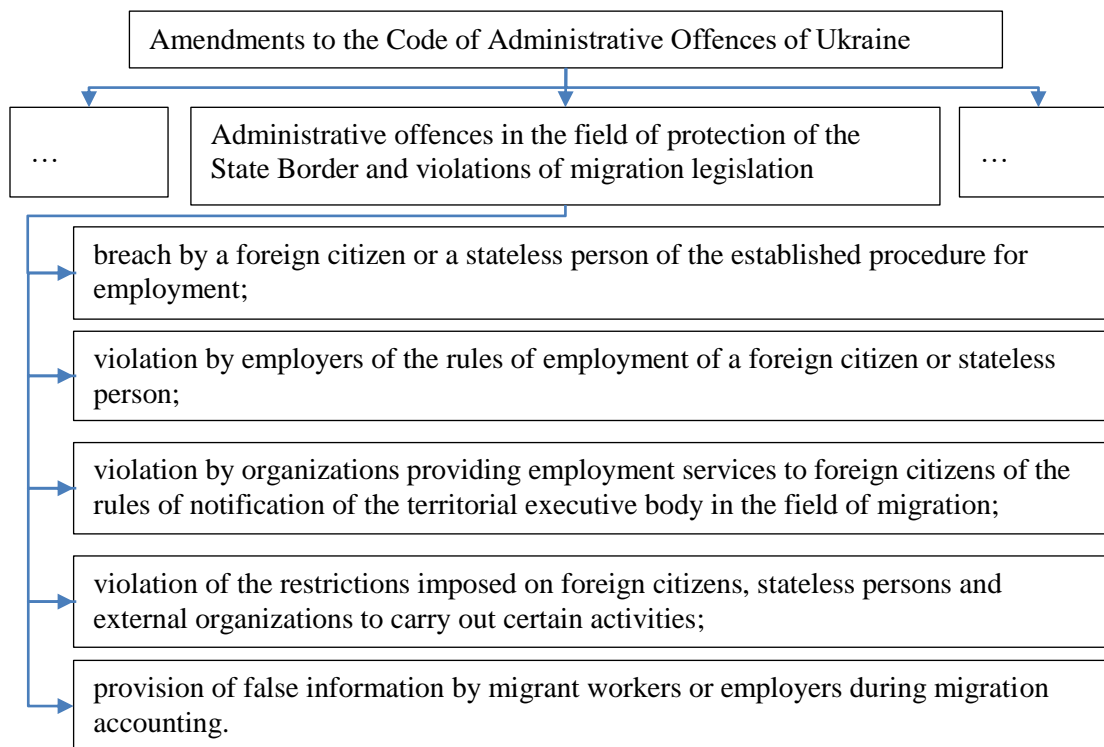 Amendments to the Code of Administrative Offences of Ukraine
…
Administrative offences in the field of protection of the
State Border and violations of migration legislation
…
breach by a foreign citizen or a stateless person of the established procedure for
employment;
violation by employers of the rules of employment of a foreign citizen or stateless
person;
violation by organizations providing employment services to foreign citizens of the
rules of notification of the territorial executive body in the field of migration;
violation of the restrictions imposed on foreign citizens, stateless persons and
external organizations to carry out certain activities;
provision of false information by migrant workers or employers during migration
accounting.